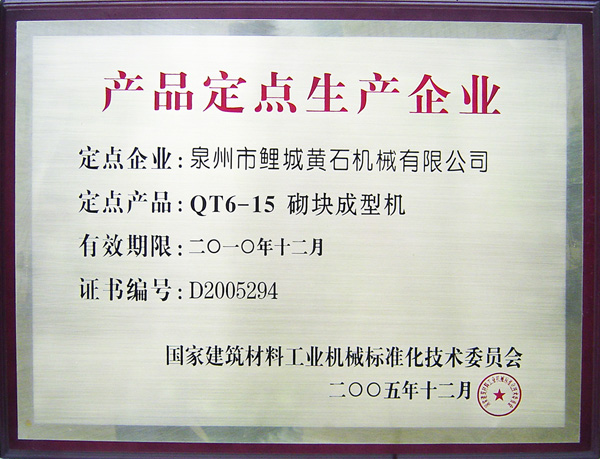 产品定点生产企业
定点企业:泉州市鲤城黄石机械有限公司
定点产品:QT6-15 砌块成型机
有效期限:二〇一〇年十二月
证书编号:D2005294
国家建筑材料工业机械标准化技术委员会
二〇〇五年十二月